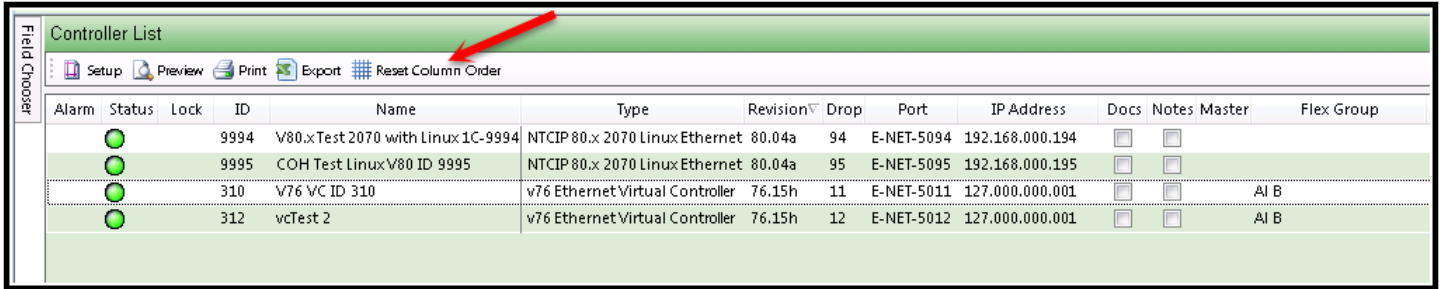 Field Chooser
Controller List
Setup Preview Print Export Reset Column Order
Alarm Status Lock ID Name Type Revision Drop Port IP Address Docs Notes Master Flex Group
9994 V80.x Test 2070 with Linux 1C-9994 NTCIP 80.x 2070 Linux Ethernet 80.04a 94 E-NET-5094 192.168.000.194
9995 COH Test Linux V80 ID 9995 NTCIP 80.x 2070 Linux Ethernet 80.04a 95 E-NET-5095 192.168.000.195
310 V76 VC ID 310 v76 Ethernet Virtual Controller 76.15h 11 E-NET-5011 127.000.000.001 AI B
312 vcTest 2 v76 Ethernet Virtual Controller 76.15h 12 E-NET-5012 127.000.000.001 AI B